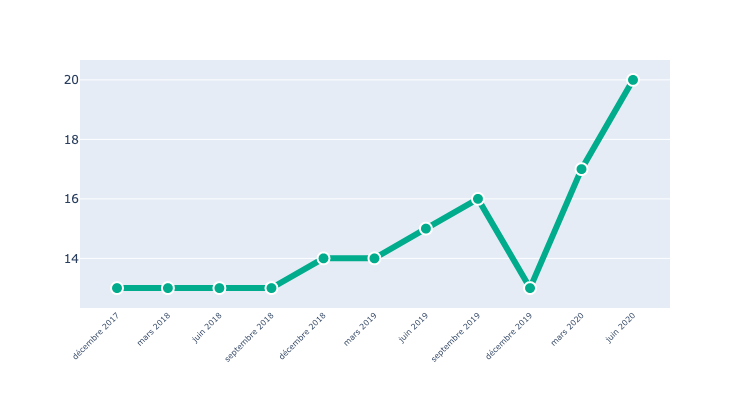 20
18
16
14
décembre 2017
mars 2018
juin 2018
septembre 2018
décembre 2018
mars 2019
juin 2019
septembre 2019
décembre 2019
mars 2020
juin 2020